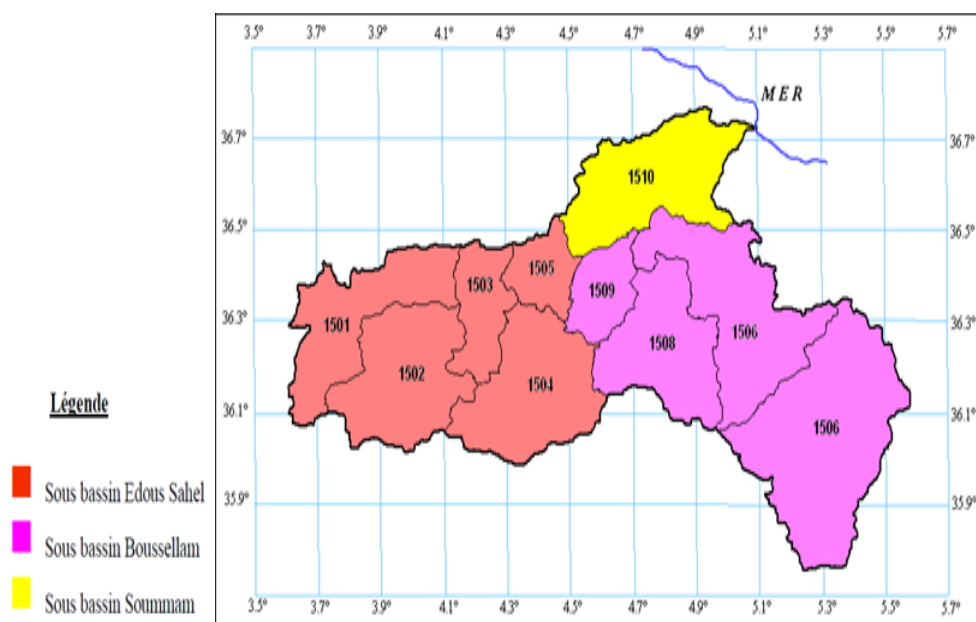 3.5° 3.7° 3.9° 4.1° 4.3° 4.5° 4.7° 4.9° 5.1° 5.3° 5.5° 5.7°
MER
36.7° 36.7°
1510
36.5° 36.5°
1505
1503
1509
36.3° 36.3°
1501
1506
1508
1502
1504
36.1° 36.1°
1506
35.9° 35.9°
3.5° 3.7° 3.9° 4.1° 4.3° 4.5° 4.7° 4.9° 5.1° 5.3° 5.5° 5.7°
Légende
Sous bassin Edous Sahel
Sous bassin Boussellam
Sous bassin Soummam